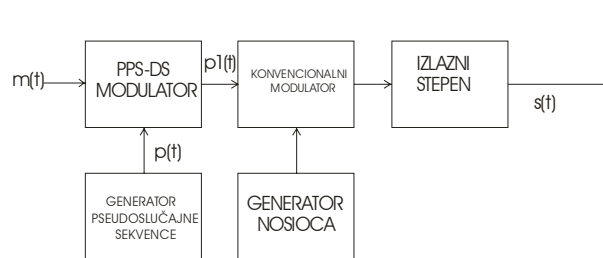 m(t)
PPS-DS
MODULATOR
p1(t)
KONVENCIONALNI
MODULATOR
IZLAZNI
STEPEN
s(t)
p(t)
GENERATOR
PSEUDOSLUČAJNE
SEKVENCE
GENERATOR
NOSIOCA